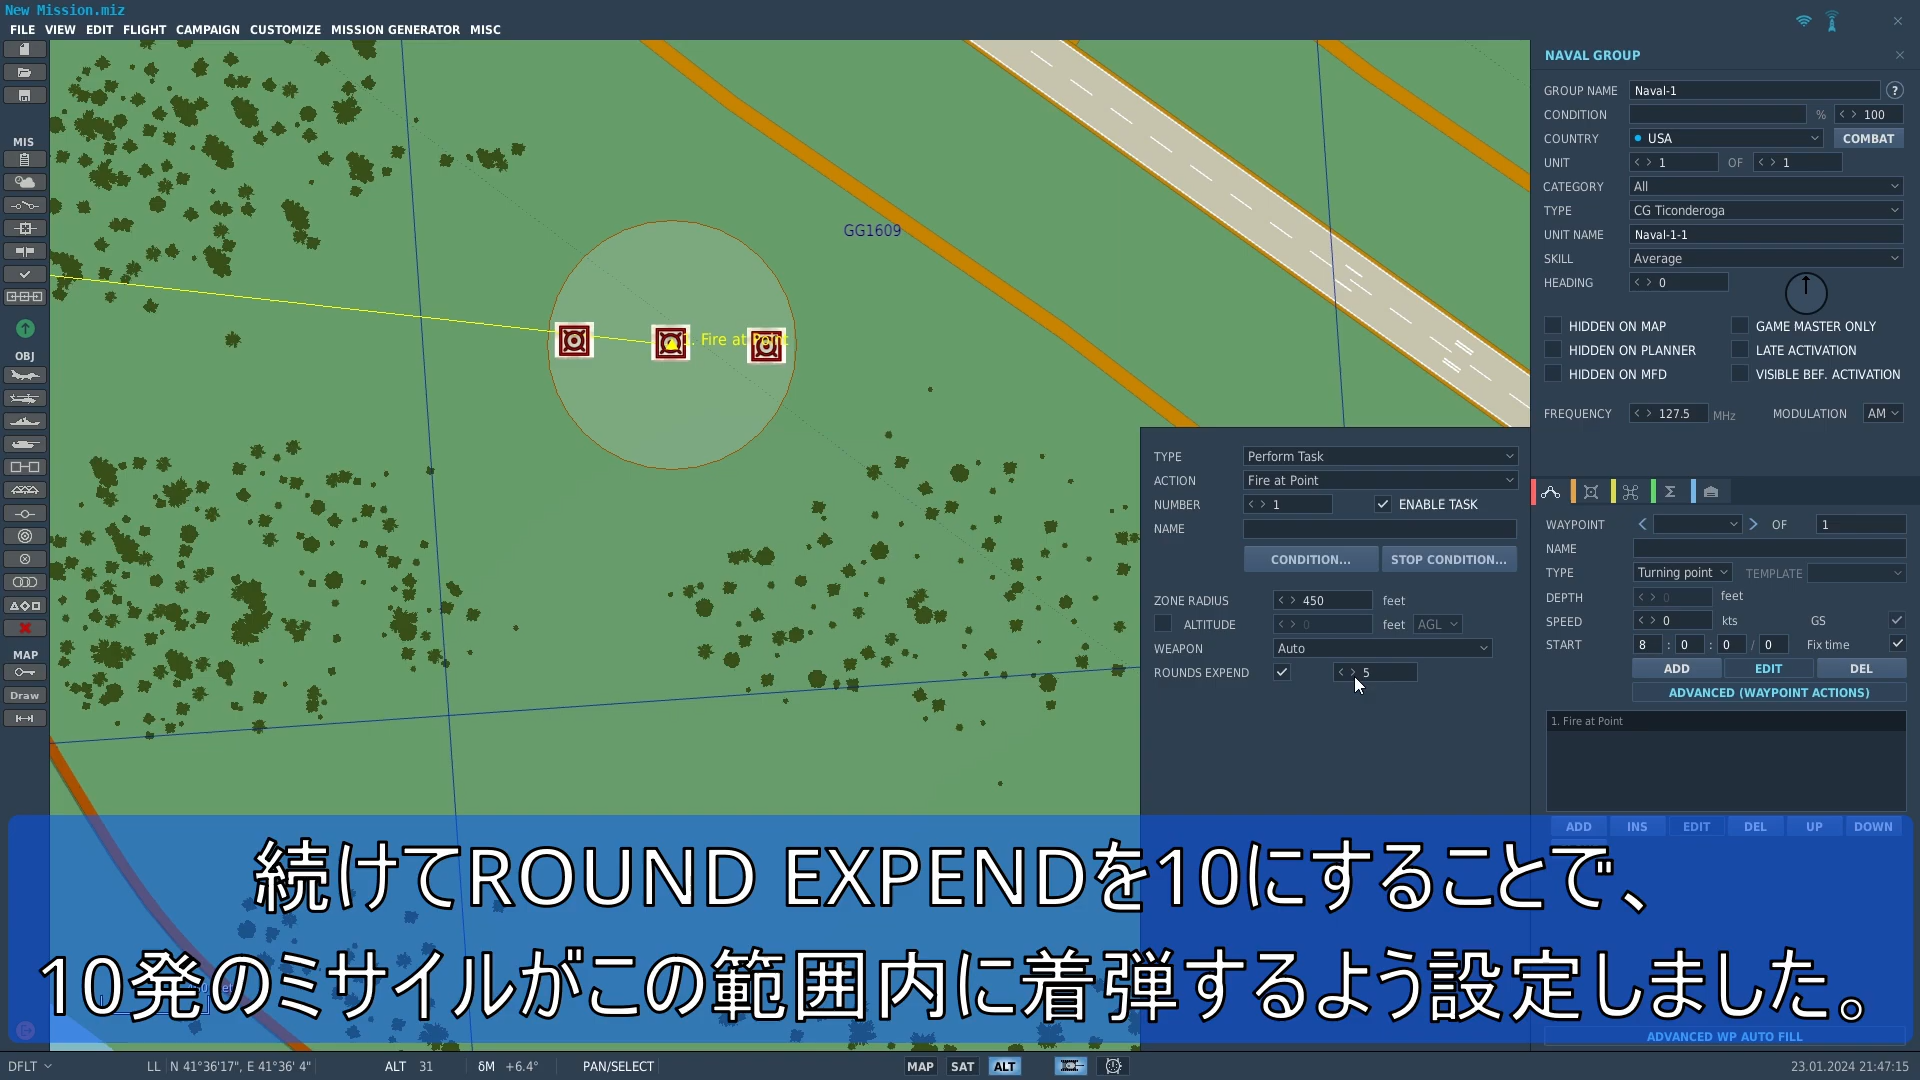 New Mission.miz
FILE VIEW EDIT FLIGHT CAMPAIGN CUSTOMIZE MISSION GENERATOR MISC
MIS
OBJ
MAP
Draw
GG1609
1. Fire at Point
NAVAL GROUP
GROUP NAME Naval-1 ?
CONDITION % < > 100
COUNTRY USA COMBAT
UNIT < > 1 OF < > 1
CATEGORY All
TYPE CG Ticonderoga
UNIT NAME Naval-1-1
SKILL Average
HEADING < > 0
HIDDEN ON MAP GAME MASTER ONLY
HIDDEN ON PLANNER LATE ACTIVATION
HIDDEN ON MFD VISIBLE BEF. ACTIVATION
FREQUENCY < > 127.5 MHz MODULATION AM
TYPE Perform Task
ACTION Fire at Point
NUMBER < > 1 ENABLE TASK
NAME
CONDITION... STOP CONDITION...
ZONE RADIUS < > 450 feet
ALTITUDE < > 0 feet AGL
WEAPON Auto
ROUNDS EXPEND < > 5
WAYPOINT < > OF 1
NAME
TYPE Turning point TEMPLATE
DEPTH < > 0 feet
SPEED < > 0 kts GS
START 8 : 0 : 0 / 0 Fix time
ADD EDIT DEL
ADVANCED (WAYPOINT ACTIONS)
1. Fire at Point
ADD INS EDIT DEL UP DOWN
続けてROUND EXPENDを10にすることで、
10発のミサイルがこの範囲内に着弾するよう設定しました。
ADVANCED WP AUTO FILL
DFLT LL N 41°36'17", E 41°36' 4" ALT 31 δM +6.4° PAN/SELECT MAP SAT ALT 23.01.2024 21:47:15